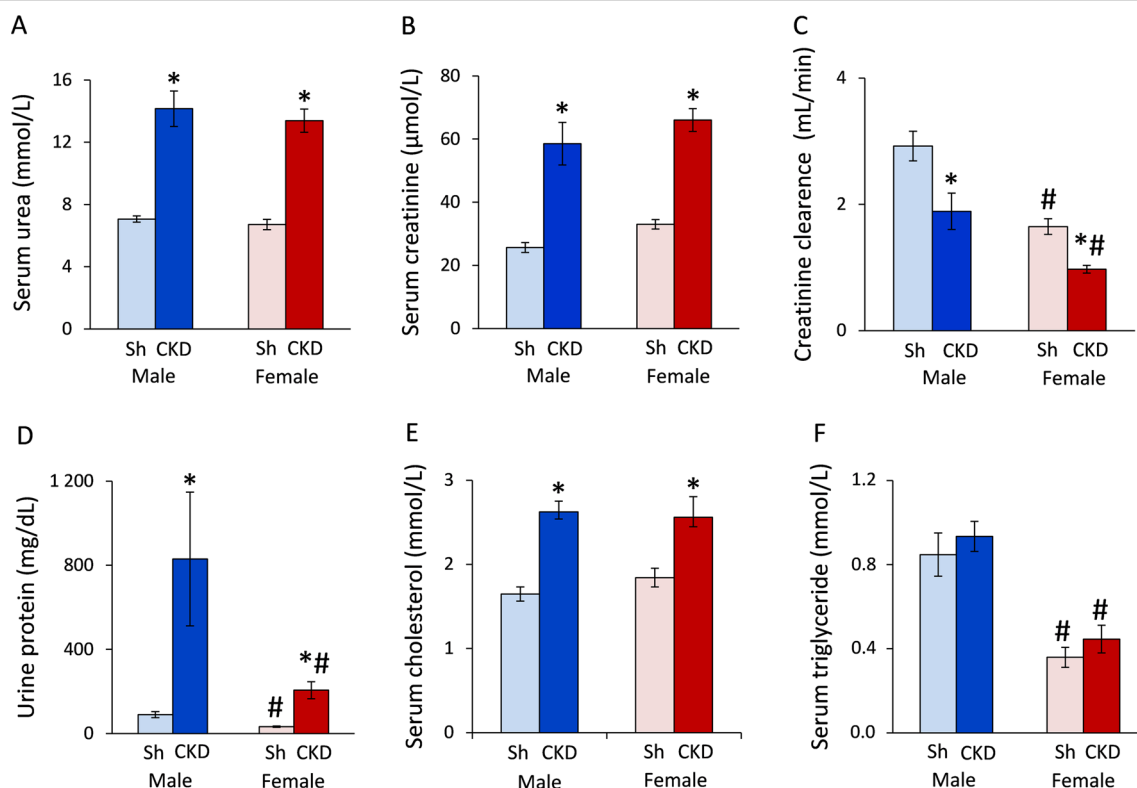 A
Serum urea (mmol/L)
16
12
8
4
0
*
*
Sh CKD
Sh CKD
Male
Female
B
Serum creatinine (µmol/L)
80
60
40
20
0
*
*
Sh CKD
Sh CKD
Male
Female
C
Creatinine clearence (mL/min)
4
2
0
*
#
*#
Sh CKD
Sh CKD
Male
Female
D
Urine protein (mg/dL)
1 200
800
400
0
*
#
*#
Sh CKD
Sh CKD
Male
Female
E
Serum cholesterol (mmol/L)
3
2
1
0
*
*
Sh CKD
Sh CKD
Male
Female
F
Serum triglyceride (mmol/L)
1.2
0.8
0.4
0.0
#
#
Sh CKD
Sh CKD
Male
Female